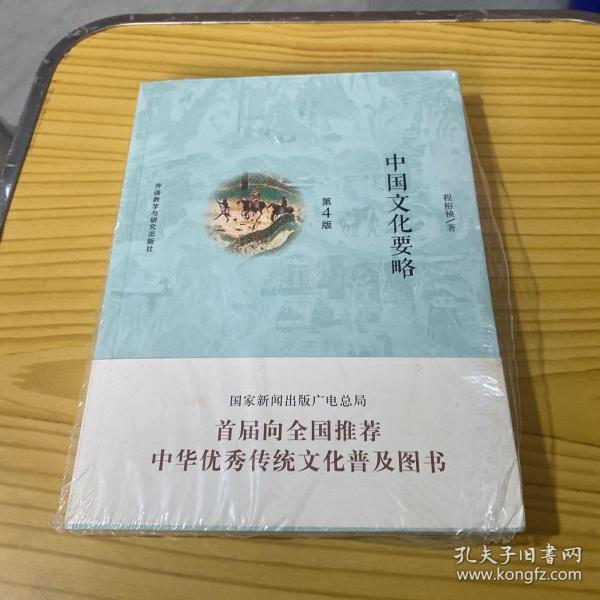 中国文化要略
第4版
程裕祯/著
外语教学与研究出版社
国家新闻出版广电总局
首届向全国推荐
中华优秀传统文化普及图书
孔夫子旧书网
www.kongfz.com